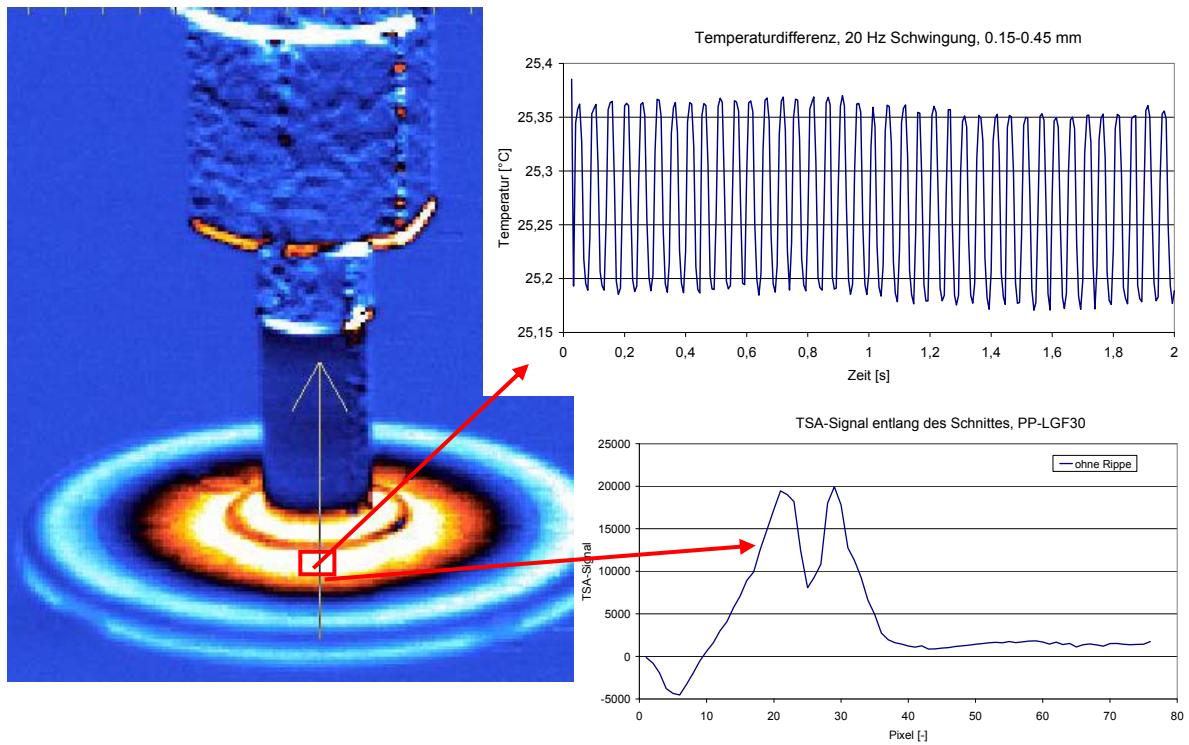 Temperaturdifferenz, 20 Hz Schwingung, 0.15-0.45 mm
25,4
25,35
25,3
25,25
25,2
25,15
Temperatur [°C]
0 0,2 0,4 0,6 0,8 1 1,2 1,4 1,6 1,8 2
Zeit [s]
TSA-Signal entlang des Schnittes, PP-LGF30
25000
20000
15000
10000
5000
0
-5000
TSA-Signal
ohne Rippe
0 10 20 30 40 50 60 70 80
Pixel [-]